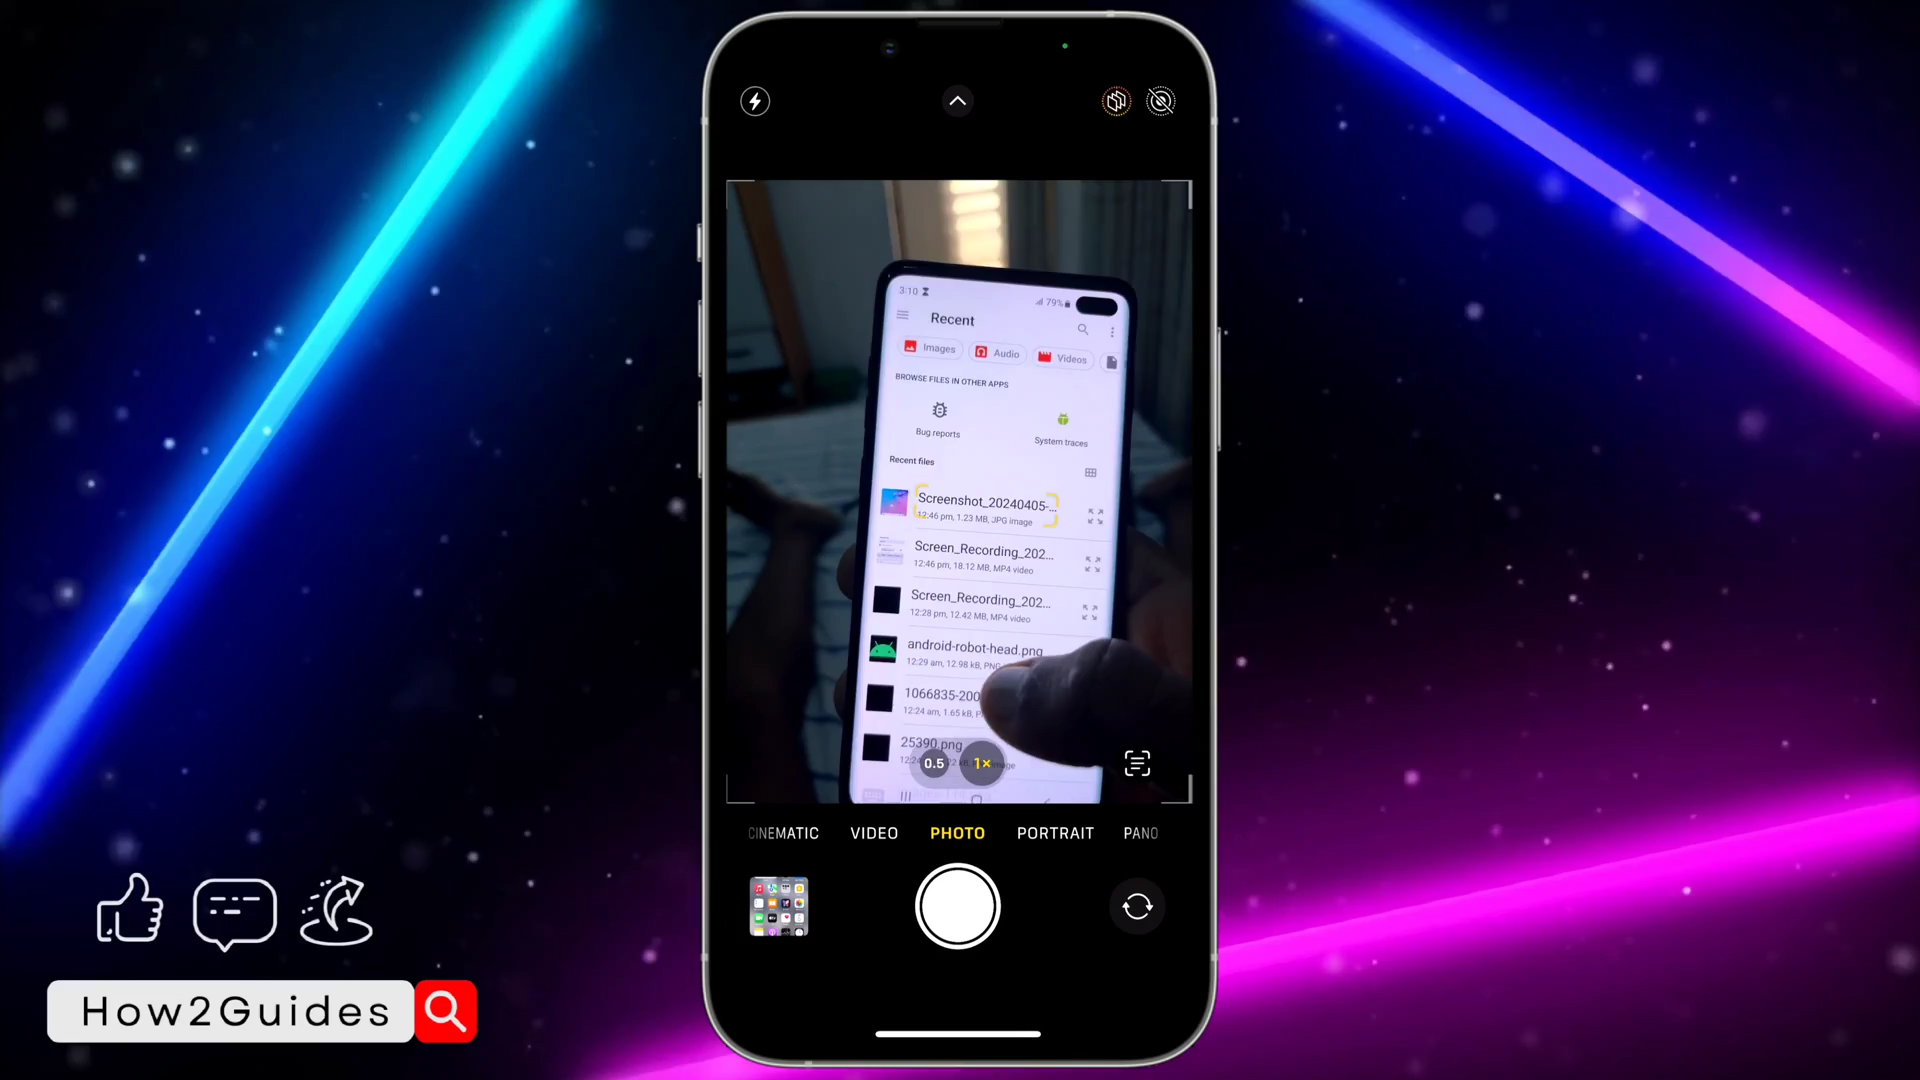 3:10
79%
Recent
Images
Audio
Videos
BROWSE FILES IN OTHER APPS
Bug reports
System traces
Recent files
Screenshot_20240405-...
12:46 pm, 1.23 MB, JPG image
Screen_Recording_202...
12:46 pm, 18.12 MB, MP4 video
Screen_Recording_202...
12:28 pm, 12.42 MB, MP4 video
android-robot-head.png
12:29 am, 12.98 kB, PNG
1066835-200
12:24 am, 1.65 kB,
25390.png
0.5
1×
CINEMATIC
VIDEO
PHOTO
PORTRAIT
PANO
How2Guides